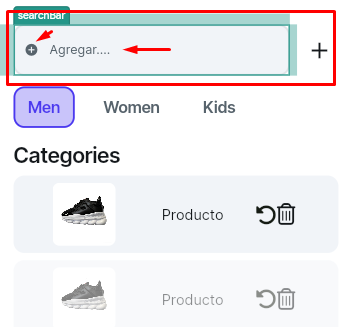 searchbar
Agregar....
Men Women Kids
Categories
Producto
Producto